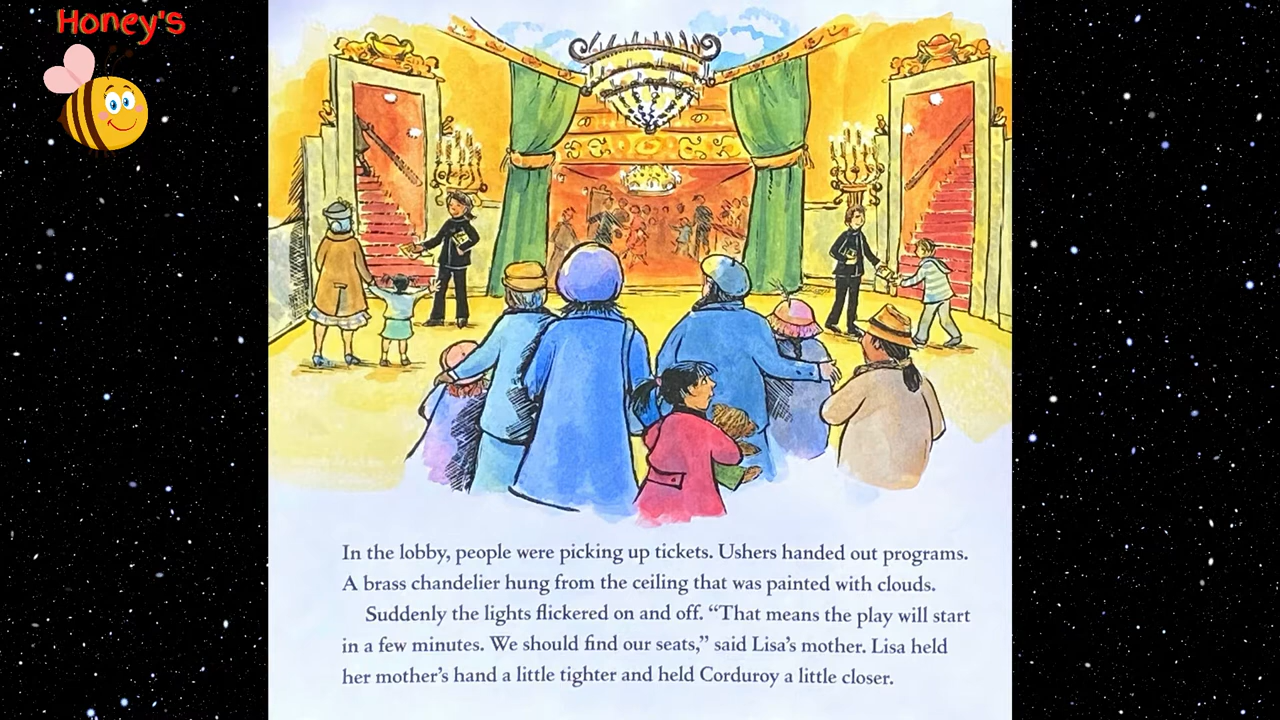 Honey's
In the lobby, people were picking up tickets. Ushers handed out programs.
A brass chandelier hung from the ceiling that was painted with clouds.
Suddenly the lights flickered on and off. “That means the play will start
in a few minutes. We should find our seats,” said Lisa’s mother. Lisa held
her mother’s hand a little tighter and held Corduroy a little closer.